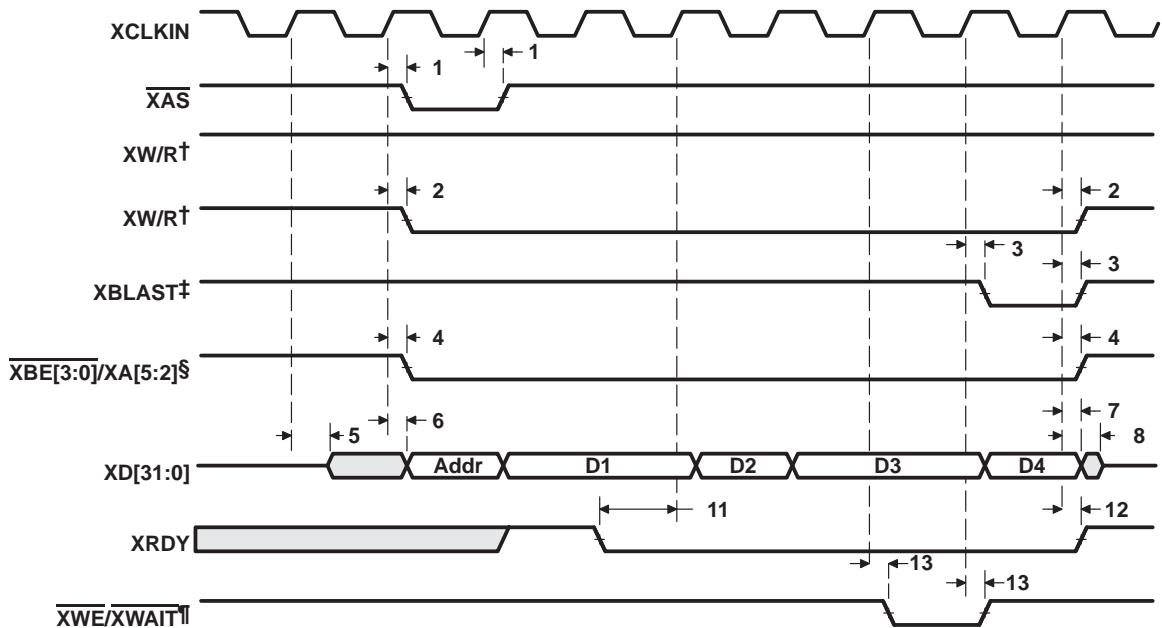 XCLKIN
1
1
XAS
XW/R†
2
2
XW/R†
3
3
XBLAST‡
4
4
XBE[3:0]/XA[5:2]§
6
7
5
8
XD[31:0]
Addr
D1
D2
D3
D4
11
12
XRDY
13
13
XWE/XWAIT¶